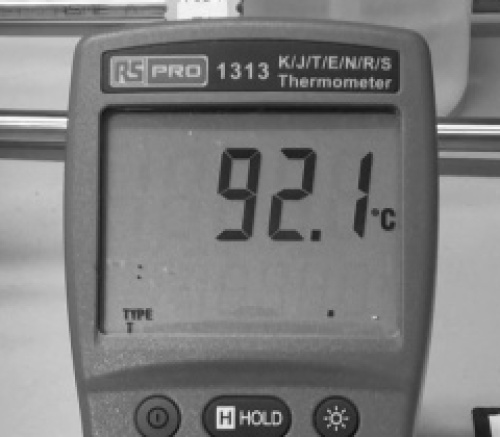 RS PRO 1313 K/J/T/E/N/R/S
Thermometer
92.1 °C
:
TYPE
T
H HOLD